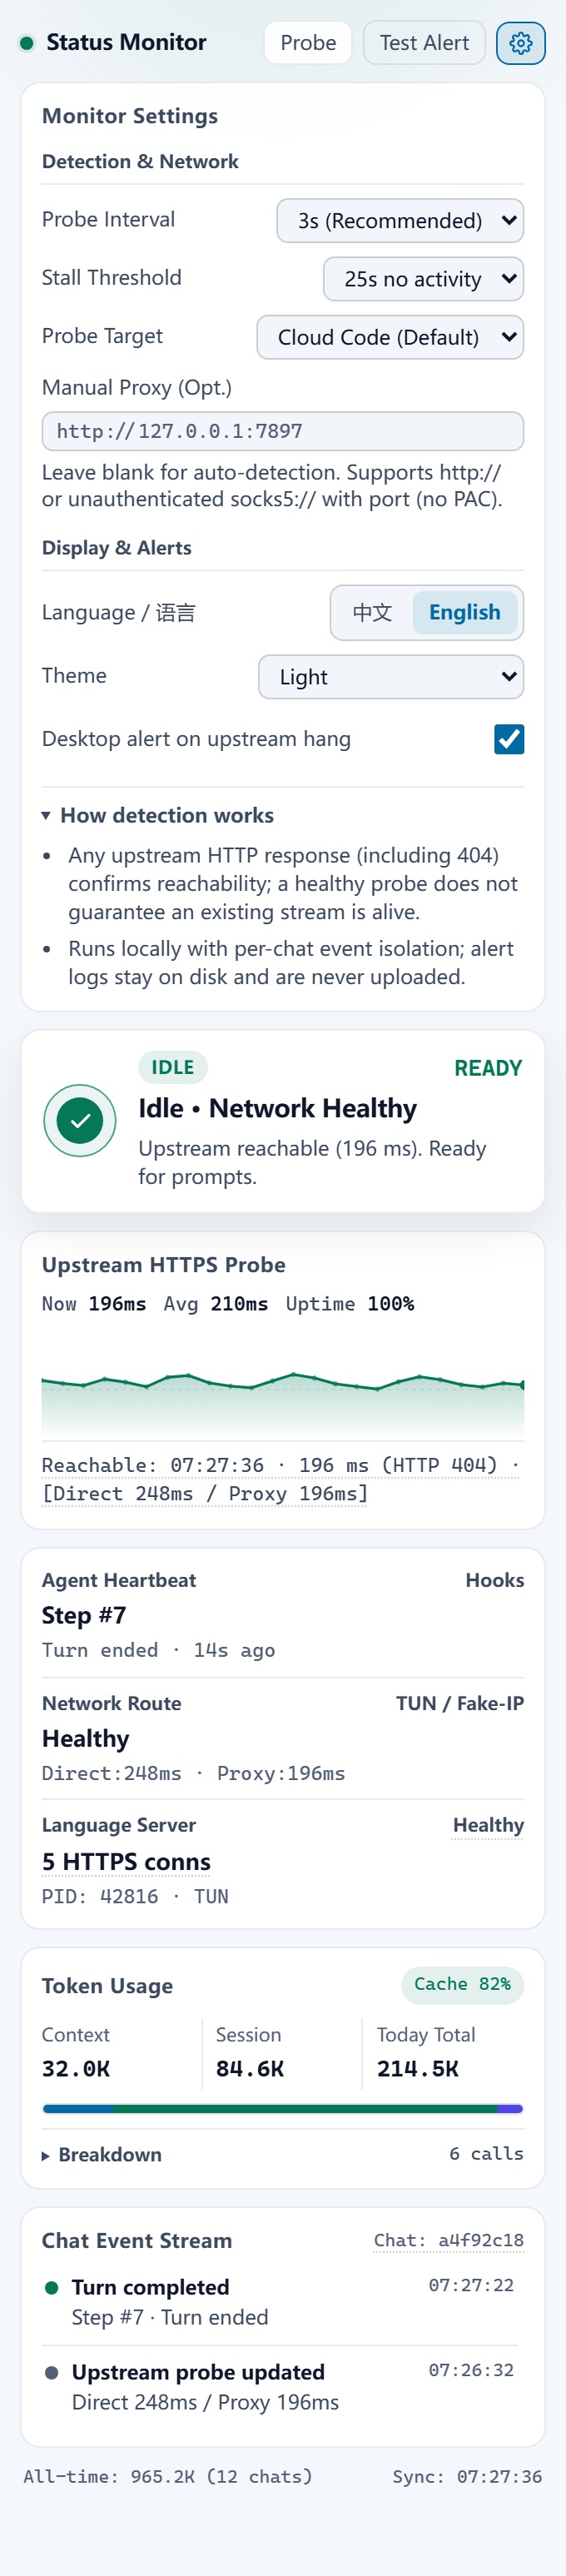 Status Monitor
Probe
Test Alert
Monitor Settings
Detection & Network
Probe Interval
3s (Recommended)
Stall Threshold
25s no activity
Probe Target
Cloud Code (Default)
Manual Proxy (Opt.)
http://127.0.0.1:7897
Leave blank for auto-detection. Supports http://
or unauthenticated socks5:// with port (no PAC).
Display & Alerts
Language / 语言
中文
English
Theme
Light
Desktop alert on upstream hang
How detection works
Any upstream HTTP response (including 404)
confirms reachability; a healthy probe does not
guarantee an existing stream is alive.
Runs locally with per-chat event isolation; alert
logs stay on disk and are never uploaded.
IDLE
READY
Idle • Network Healthy
Upstream reachable (196 ms). Ready
for prompts.
Upstream HTTPS Probe
Now 196ms Avg 210ms Uptime 100%
Reachable: 07:27:36 · 196 ms (HTTP 404) ·
[Direct 248ms / Proxy 196ms]
Agent Heartbeat
Hooks
Step #7
Turn ended · 14s ago
Network Route
TUN / Fake-IP
Healthy
Direct:248ms · Proxy:196ms
Language Server
Healthy
5 HTTPS conns
PID: 42816 · TUN
Token Usage
Cache 82%
Context
Session
Today Total
32.0K
84.6K
214.5K
Breakdown
6 calls
Chat Event Stream
Chat: a4f92c18
Turn completed
07:27:22
Step #7 · Turn ended
Upstream probe updated
07:26:32
Direct 248ms / Proxy 196ms
All-time: 965.2K (12 chats)
Sync: 07:27:36